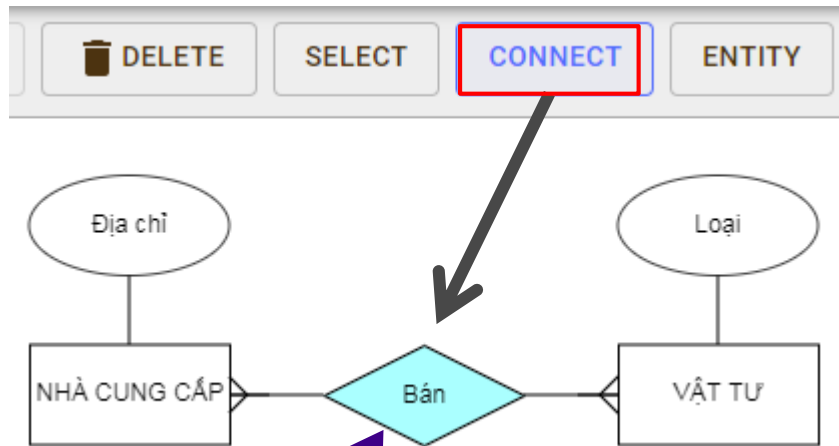 DELETE
SELECT
CONNECT
ENTITY
Địa chỉ
Loại
NHÀ CUNG CẤP
Bán
VẬT TƯ